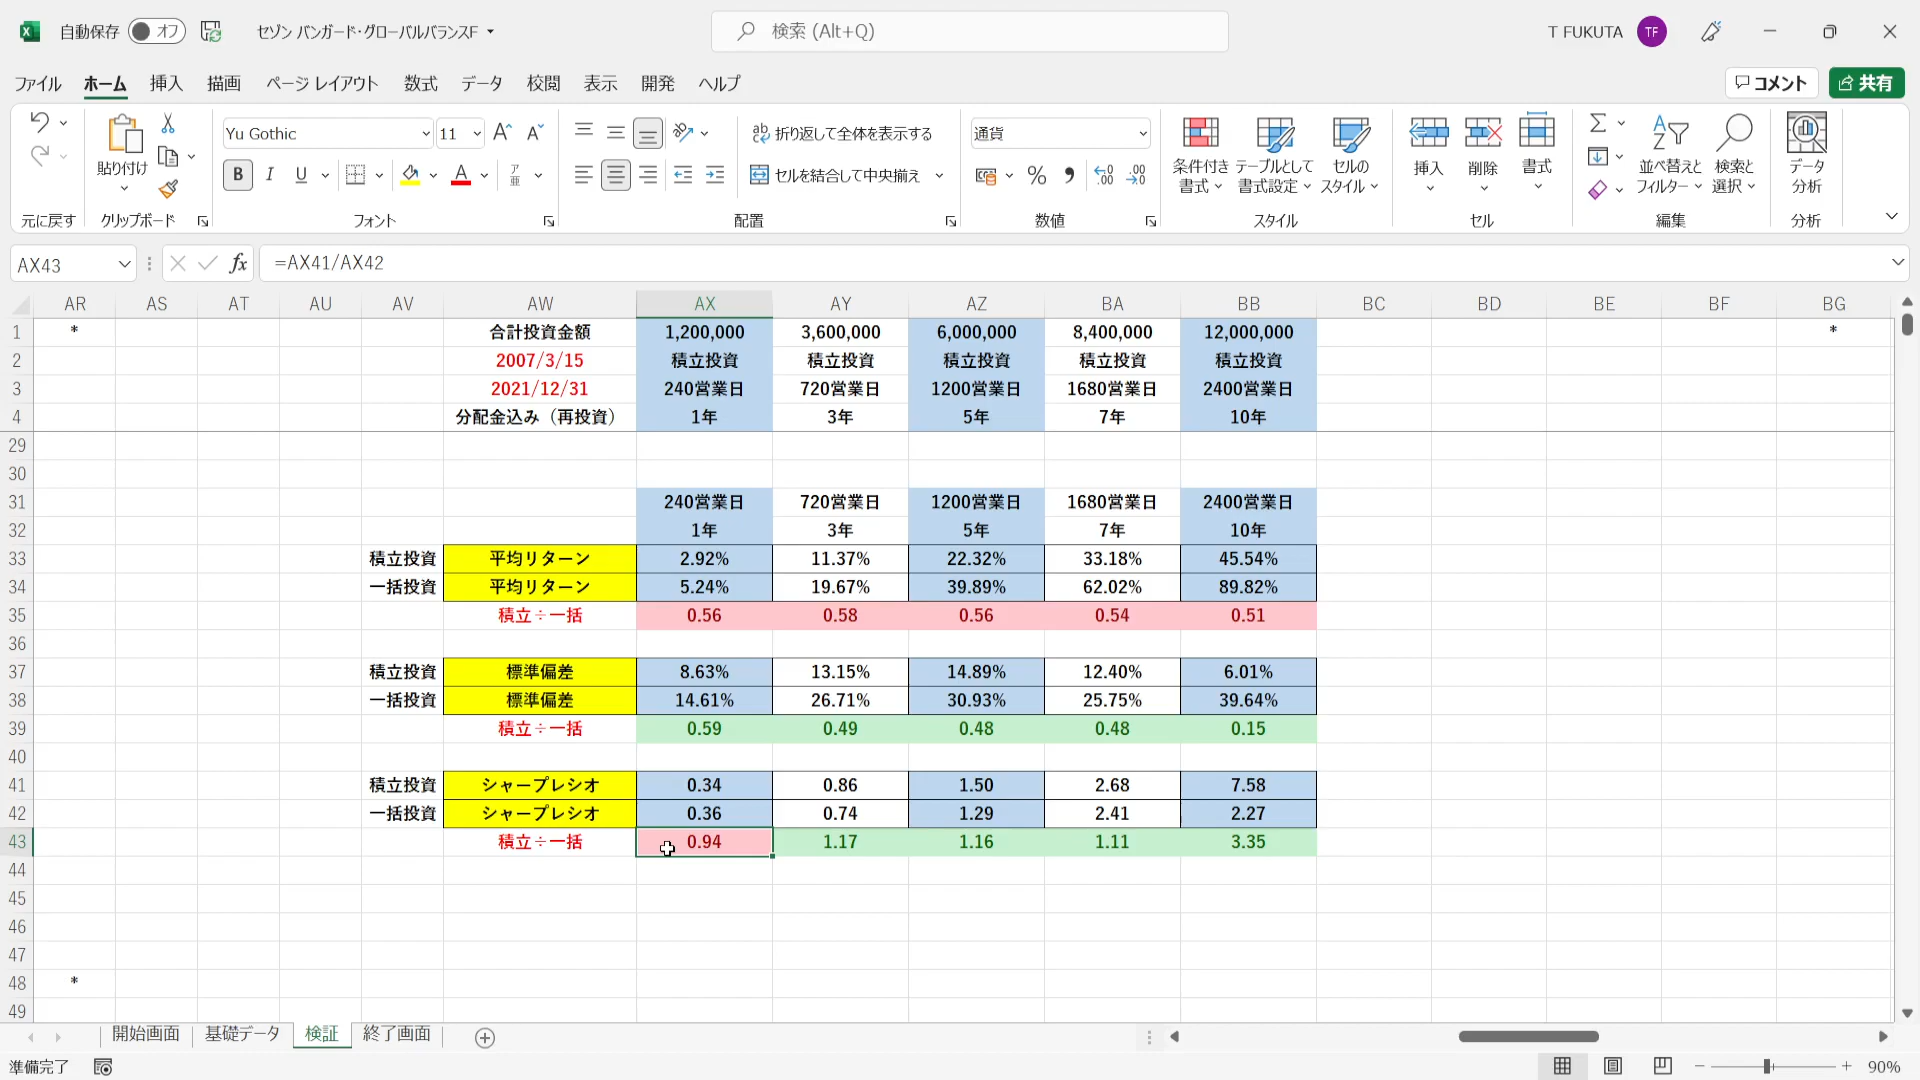 自動保存 オフ セゾン バンガード・グローバルバランスF 検索 (Alt+Q) T FUKUTA TF
ファイル ホーム 挿入 描画 ページ レイアウト 数式 データ 校閲 表示 開発 ヘルプ コメント 共有
Yu Gothic 11 折り返して全体を表示する 通貨
貼り付け B I U A ア亜 セルを結合して中央揃え % 条件付き書式 テーブルとして書式設定 セルのスタイル 挿入 削除 書式 並べ替えとフィルター 検索と選択 データ分析
元に戻す クリップボード フォント 配置 数値 スタイル セル 編集 分析
AX43 fx =AX41/AX42
AR AS AT AU AV AW AX AY AZ BA BB BC BD BE BF BG
1 * 合計投資金額 1,200,000 3,600,000 6,000,000 8,400,000 12,000,000 *
2 2007/3/15 積立投資 積立投資 積立投資 積立投資 積立投資
3 2021/12/31 240営業日 720営業日 1200営業日 1680営業日 2400営業日
4 分配金込み（再投資） 1年 3年 5年 7年 10年
29
30
31 240営業日 720営業日 1200営業日 1680営業日 2400営業日
32 1年 3年 5年 7年 10年
33 積立投資 平均リターン 2.92% 11.37% 22.32% 33.18% 45.54%
34 一括投資 平均リターン 5.24% 19.67% 39.89% 62.02% 89.82%
35 積立÷一括 0.56 0.58 0.56 0.54 0.51
36
37 積立投資 標準偏差 8.63% 13.15% 14.89% 12.40% 6.01%
38 一括投資 標準偏差 14.61% 26.71% 30.93% 25.75% 39.64%
39 積立÷一括 0.59 0.49 0.48 0.48 0.15
40
41 積立投資 シャープレシオ 0.34 0.86 1.50 2.68 7.58
42 一括投資 シャープレシオ 0.36 0.74 1.29 2.41 2.27
43 積立÷一括 0.94 1.17 1.16 1.11 3.35
44
45
46
47
48 *
49
開始画面 基礎データ 検証 終了画面
準備完了 90%